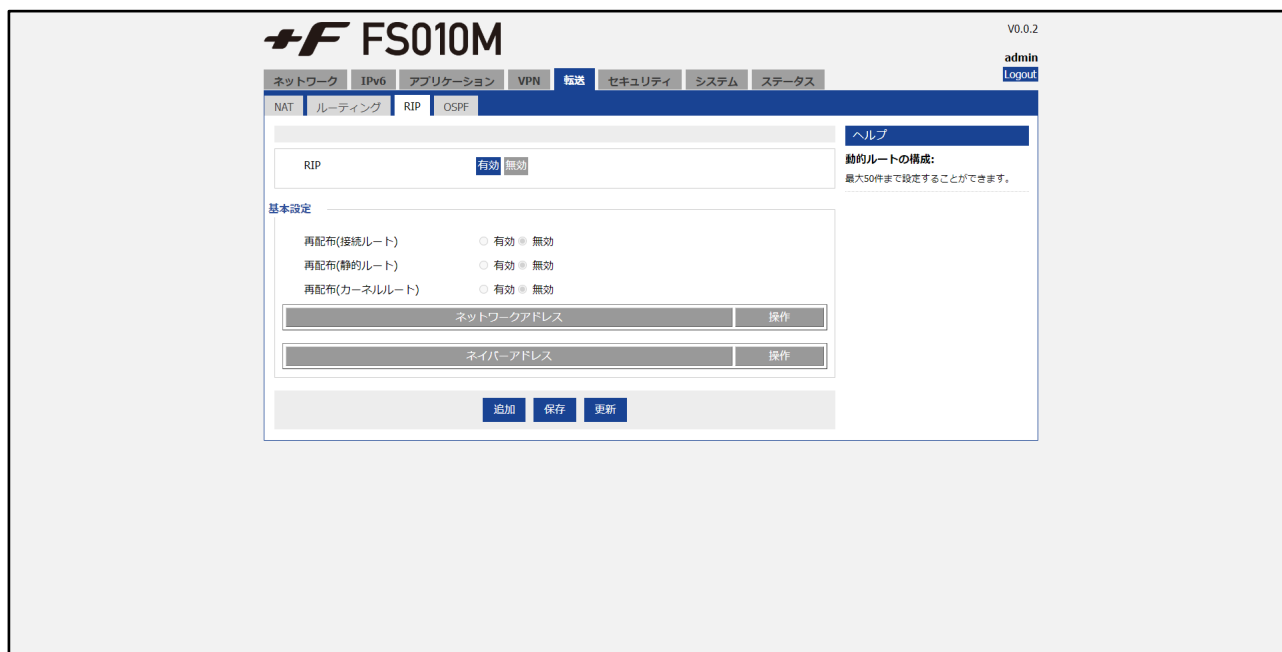 +F FS010M
V0.0.2
admin
Logout
ネットワーク IPv6 アプリケーション VPN 転送 セキュリティ システム ステータス
NAT ルーティング RIP OSPF
ヘルプ
RIP 有効 無効
動的ルートの構成:
最大50件まで設定することができます。
基本設定
再配布(接続ルート) 有効 無効
再配布(静的ルート) 有効 無効
再配布(カーネルルート) 有効 無効
ネットワークアドレス 操作
ネイバーアドレス 操作
追加 保存 更新